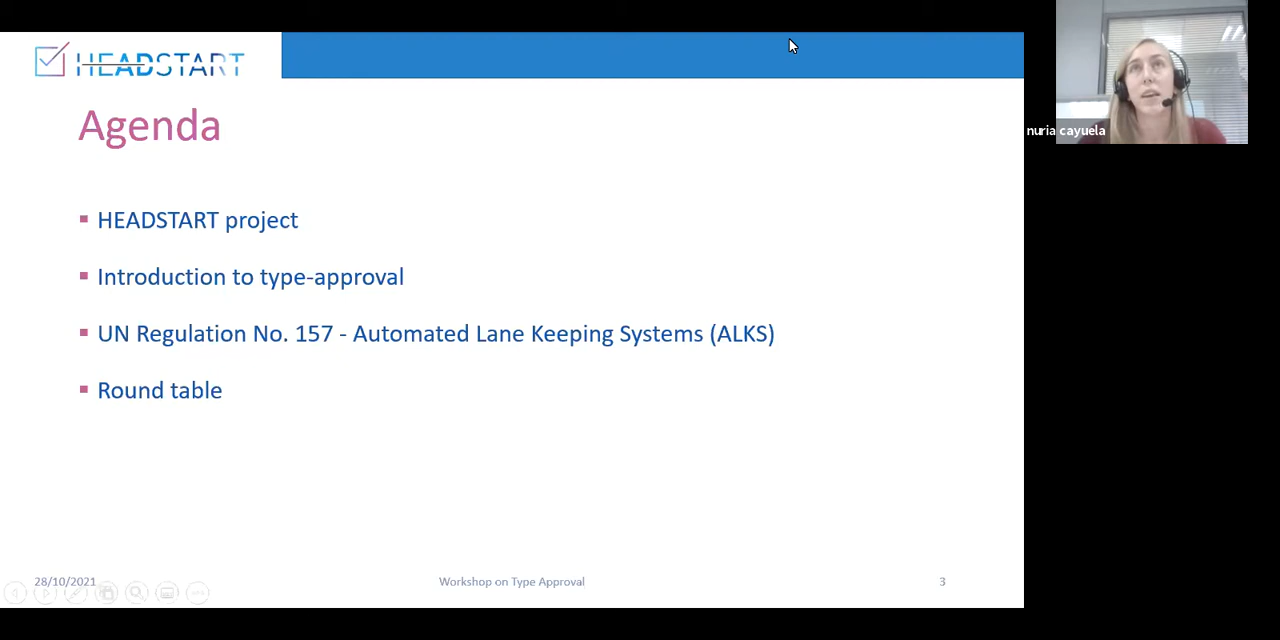 HEADSTART
Agenda
nuria cayuela
▪ HEADSTART project
▪ Introduction to type-approval
▪ UN Regulation No. 157 - Automated Lane Keeping Systems (ALKS)
▪ Round table
28/10/2021
Workshop on Type Approval
3